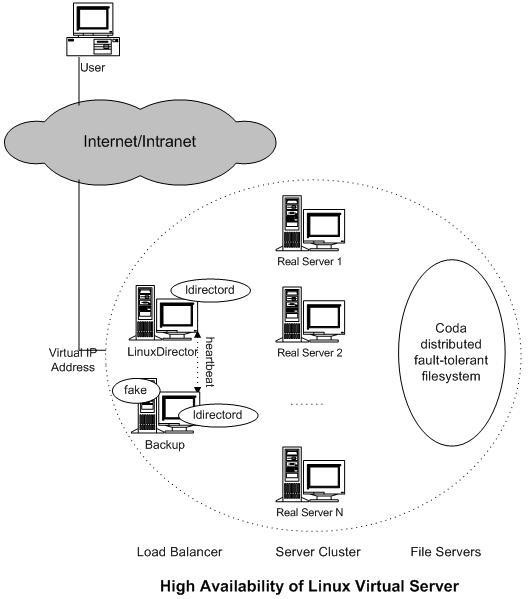 User
Internet/Intranet
Real Server 1
ldirectord
LinuxDirector
Real Server 2
Virtual IP
Address
heartbeat
Coda
distributed
fault-tolerant
filesystem
fake
ldirectord
Backup
......
Real Server N
Load Balancer
Server Cluster
File Servers
High Availability of Linux Virtual Server